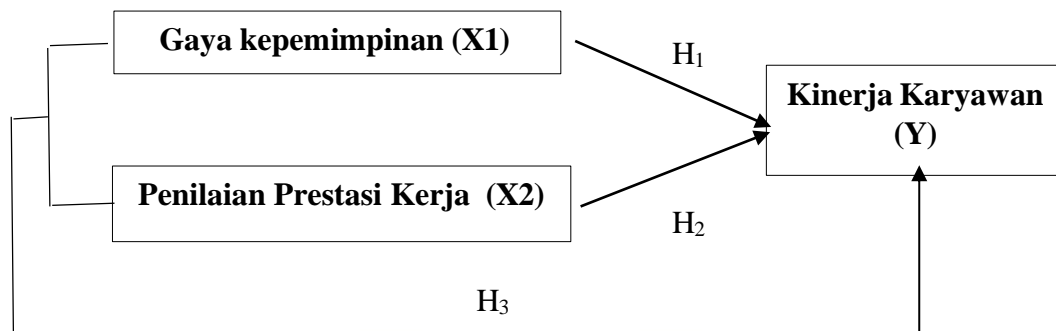 Gaya kepemimpinan (X1)
H1
Kinerja Karyawan
(Y)
Penilaian Prestasi Kerja (X2)
H2
H3